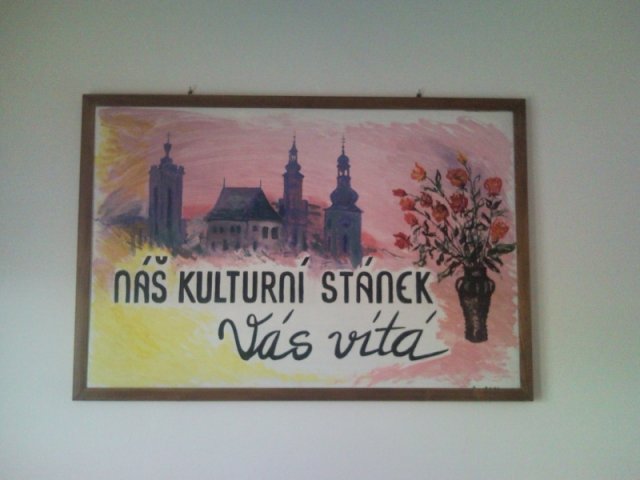 NÁŠ KULTURNÍ STÁNEK
Vás vítá